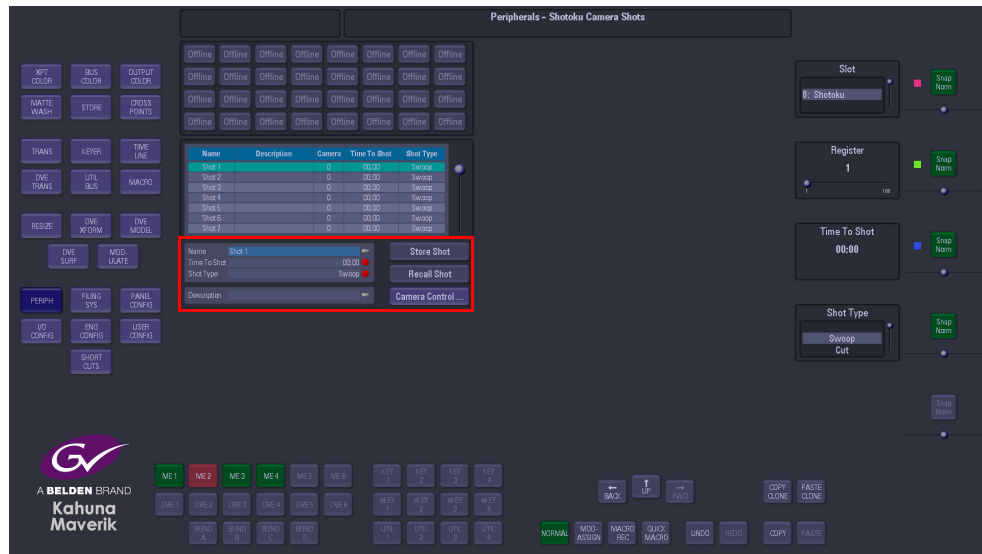 Peripherals - Shotoku Camera Shots
Offline Offline Offline Offline Offline Offline Offline Offline
Offline Offline Offline Offline Offline Offline Offline Offline
Offline Offline Offline Offline Offline Offline Offline Offline
Offline Offline Offline Offline Offline Offline Offline Offline
XPT COLOR
BUS COLOR
OUTPUT COLOR
MATTE WASH
STORE
CROSS POINTS
TRANS
KEYER
TIME LINE
DVE TRANS
UTIL BUS
MACRO
RESIZE
DVE XFORM
DVE MODEL
DVE SURF
MOD- ULATE
PERIPH
FILING SYS
PANEL CONFIG
I/O CONFIG
ENG CONFIG
USER CONFIG
SHORT CUTS
Name Description Camera Time To Shot Shot Type
Shot 1 0 00;00 Swoop
Shot 2 0 00;00 Swoop
Shot 3 0 00;00 Swoop
Shot 4 0 00;00 Swoop
Shot 5 0 00;00 Swoop
Shot 6 0 00;00 Swoop
Shot 7 0 00;00 Swoop
Name Shot 1
Time To Shot 00;00
Shot Type Swoop
Description
Store Shot
Recall Shot
Camera Control ...
Slot
8: Shotoku
Snap Norm
Register
1
1 100
Snap Norm
Time To Shot
00;00
Snap Norm
Shot Type
Swoop
Cut
Snap Norm
Snap Norm
GV
A BELDEN BRAND
Kahuna
Maverik
ME 1 ME 2 ME 3 ME 4 ME 5 ME 6
DVE 1 DVE 2 DVE 3 DVE 4 DVE 5 DVE 6
BGND A BGND B BGND C BGND D
KEY 1 KEY 2 KEY 3 KEY 4
eKEY 1 eKEY 2 eKEY 3 eKEY 4
UTIL 1 UTIL 2 UTIL 3 UTIL 4
BACK UP FWD
NORMAL MOD- ASSIGN MACRO REC QUICK MACRO UNDO REDO
COPY CLONE PASTE CLONE
COPY PASTE